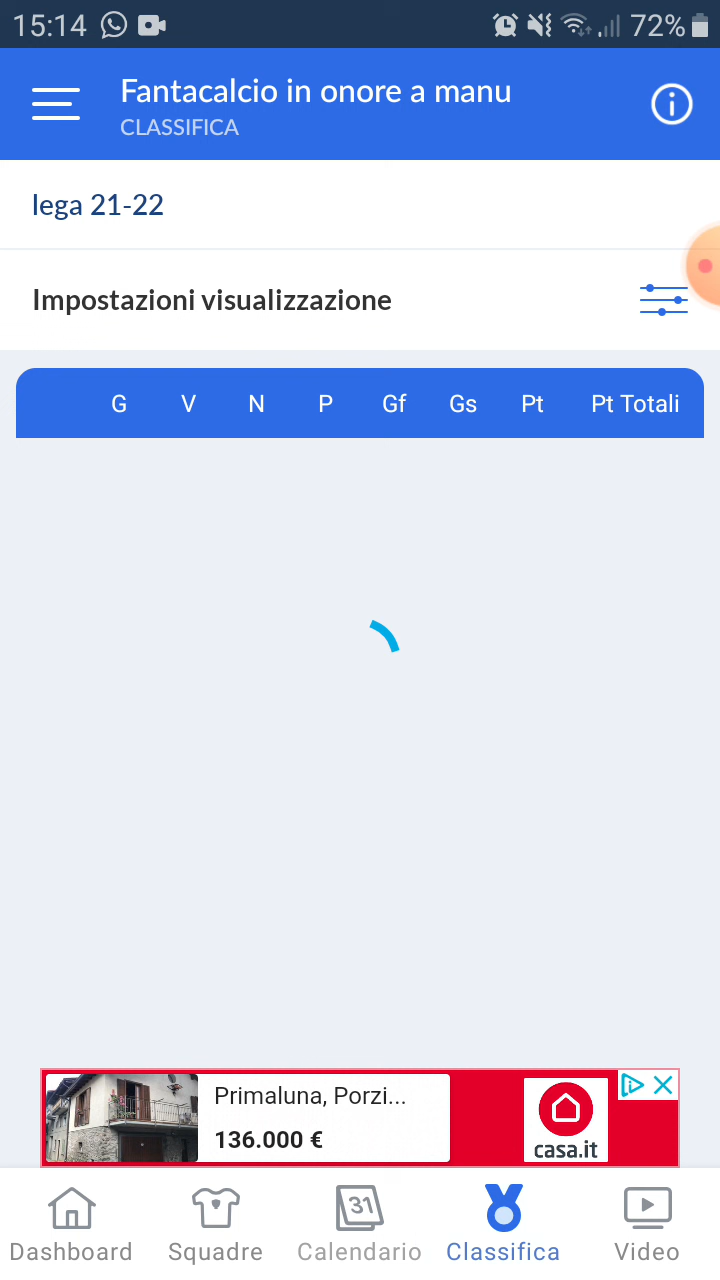 15:14
72%
Fantacalcio in onore a manu
CLASSIFICA
lega 21-22
Impostazioni visualizzazione
G V N P Gf Gs Pt Pt Totali
Primaluna, Porzi...
136.000 €
casa.it
31
Dashboard Squadre Calendario Classifica Video